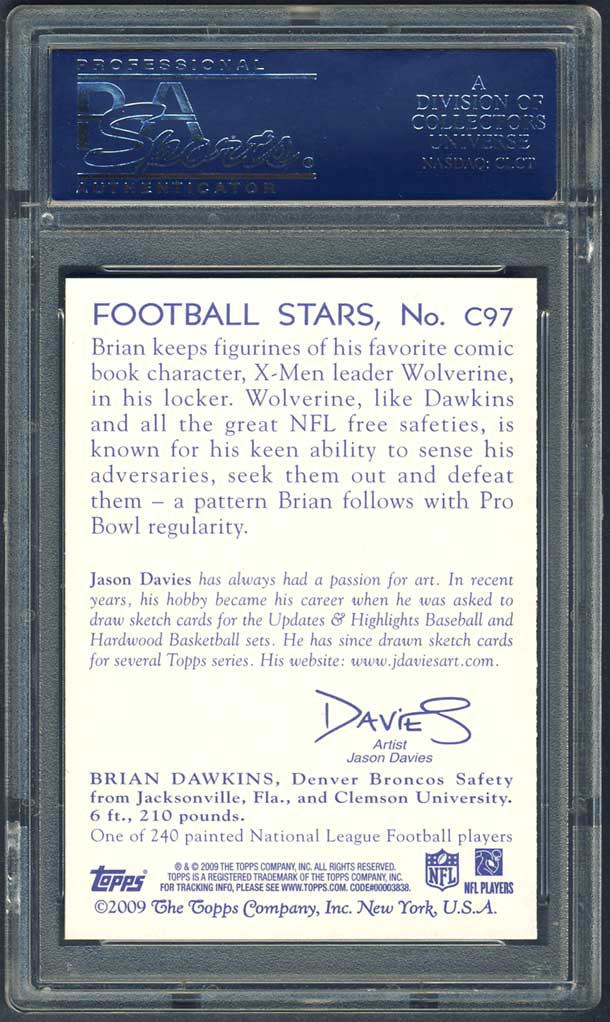 PROFESSIONAL
PSA
Sports
AUTHENTICATOR
A
DIVISION OF
COLLECTORS
UNIVERSE
NASDAQ: CLCT
FOOTBALL STARS, No. C97
Brian keeps figurines of his favorite comic
book character, X-Men leader Wolverine,
in his locker. Wolverine, like Dawkins
and all the great NFL free safeties, is
known for his keen ability to sense his
adversaries, seek them out and defeat
them – a pattern Brian follows with Pro
Bowl regularity.
Jason Davies has always had a passion for art. In recent
years, his hobby became his career when he was asked to
draw sketch cards for the Updates & Highlights Baseball and
Hardwood Basketball sets. He has since drawn sketch cards
for several Topps series. His website: www.jdaviesart.com.
DAVIES
Artist
Jason Davies
BRIAN DAWKINS, Denver Broncos Safety
from Jacksonville, Fla., and Clemson University.
6 ft., 210 pounds.
One of 240 painted National League Football players
Topps
® & © 2009 THE TOPPS COMPANY, INC. ALL RIGHTS RESERVED.
TOPPS IS A REGISTERED TRADEMARK OF THE TOPPS COMPANY, INC.
FOR TRACKING INFO, PLEASE SEE WWW.TOPPS.COM. CODE#00003838.
NFL
NFL PLAYERS
©2009 The Topps Company, Inc. New York, U.S.A.